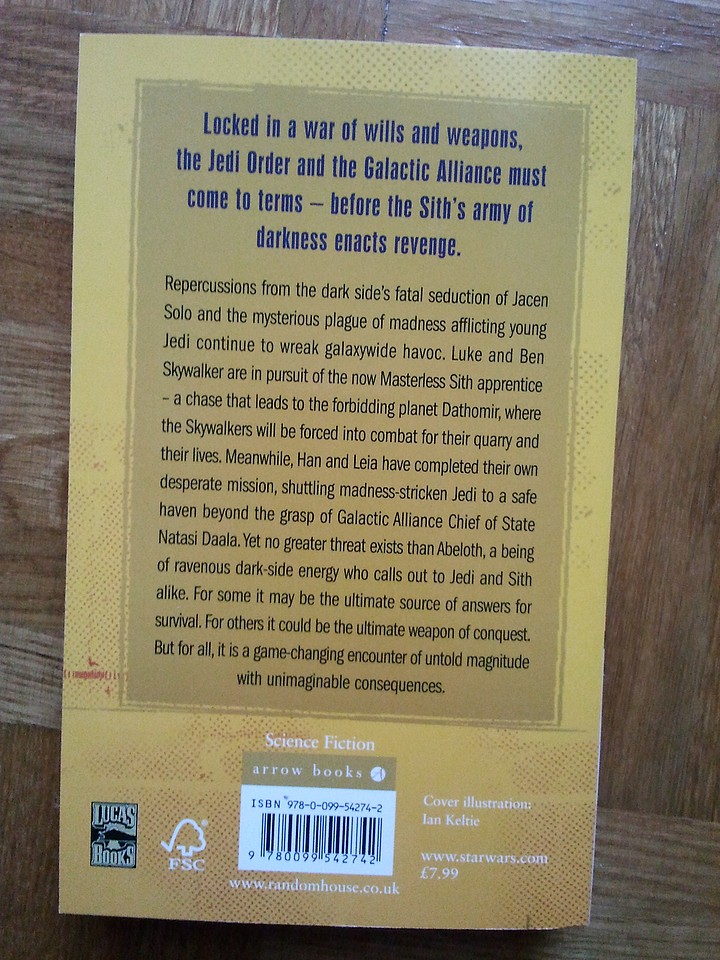 Locked in a war of wills and weapons,
the Jedi Order and the Galactic Alliance must
come to terms – before the Sith's army of
darkness enacts revenge.
Repercussions from the dark side's fatal seduction of Jacen
Solo and the mysterious plague of madness afflicting young
Jedi continue to wreak galaxywide havoc. Luke and Ben
Skywalker are in pursuit of the now Masterless Sith apprentice
– a chase that leads to the forbidding planet Dathomir, where
the Skywalkers will be forced into combat for their quarry and
their lives. Meanwhile, Han and Leia have completed their own
desperate mission, shuttling madness-stricken Jedi to a safe
haven beyond the grasp of Galactic Alliance Chief of State
Natasi Daala. Yet no greater threat exists than Abeloth, a being
of ravenous dark-side energy who calls out to Jedi and Sith
alike. For some it may be the ultimate source of answers for
survival. For others it could be the ultimate weapon of conquest.
But for all, it is a game-changing encounter of untold magnitude
with unimaginable consequences.
Science Fiction
arrow books
ISBN 978-0-099-54274-2
9 780099 542742
www.randomhouse.co.uk
LUCAS
BOOKS
FSC
Cover illustration:
Ian Keltie
www.starwars.com
£7.99